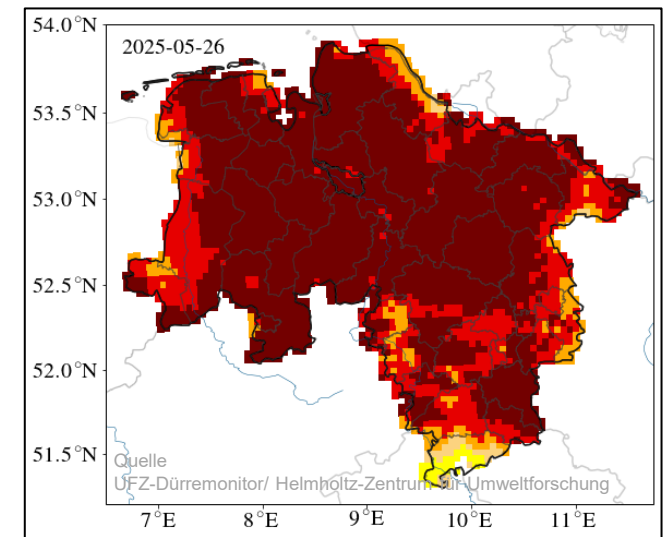 54.0°N
2025-05-26
53.5°N
53.0°N
52.5°N
52.0°N
51.5°N
Quelle
UFZ-Dürremonitor/ Helmholtz-Zentrum für Umweltforschung
7°E 8°E 9°E 10°E 11°E